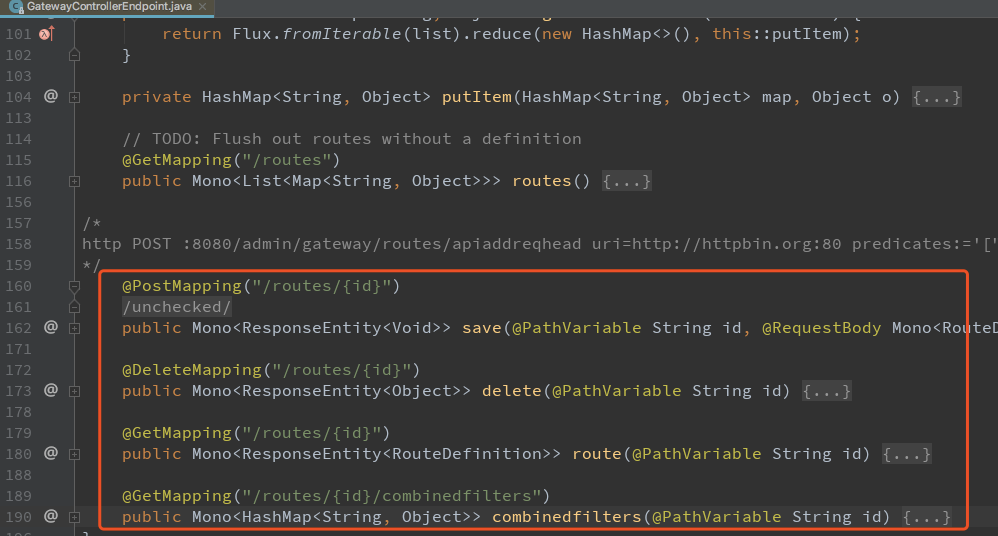 GatewayControllerEndpoint.java ×
101 return Flux.fromIterable(list).reduce(new HashMap<>(), this::putItem);
102 }
103
104 @ private HashMap<String, Object> putItem(HashMap<String, Object> map, Object o) {...}
113
114 // TODO: Flush out routes without a definition
115 @GetMapping("/routes")
116 public Mono<List<Map<String, Object>>> routes() {...}
156
157 /*
158 http POST :8080/admin/gateway/routes/apiaddreqhead uri=http://httpbin.org:80 predicates:='["
159 */
160 @PostMapping("/routes/{id}")
161 /unchecked/
162 @ public Mono<ResponseEntity<Void>> save(@PathVariable String id, @RequestBody Mono<RouteD
171
172 @DeleteMapping("/routes/{id}")
173 @ public Mono<ResponseEntity<Object>> delete(@PathVariable String id) {...}
178
179 @GetMapping("/routes/{id}")
180 @ public Mono<ResponseEntity<RouteDefinition>> route(@PathVariable String id) {...}
188
189 @GetMapping("/routes/{id}/combinedfilters")
190 @ public Mono<HashMap<String, Object>> combinedfilters(@PathVariable String id) {...}